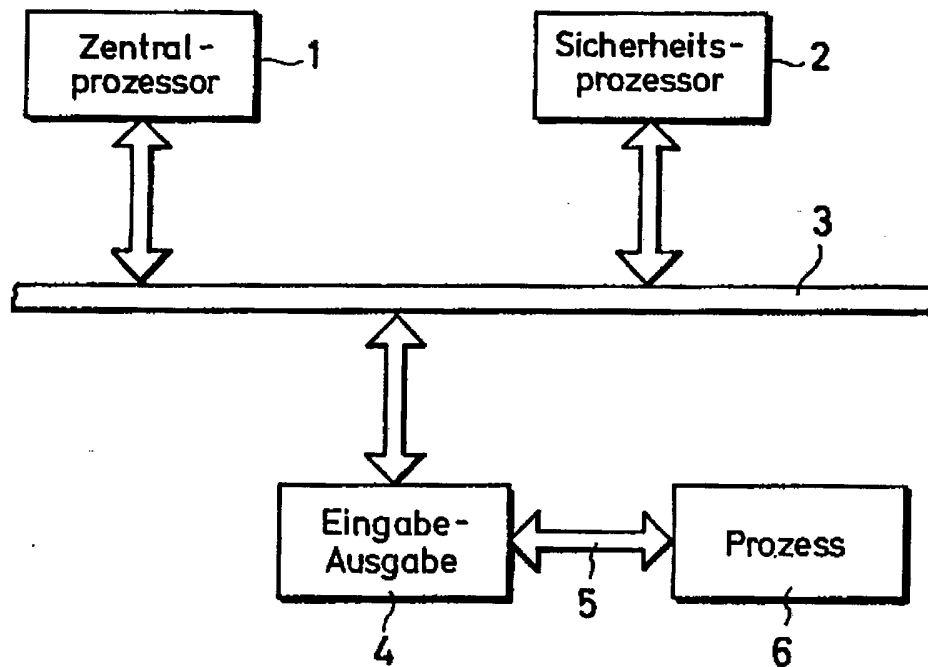 Zentral-
prozessor
1
Sicherheits-
prozessor
2
3
Eingabe-
Ausgabe
4
5
Prozess
6